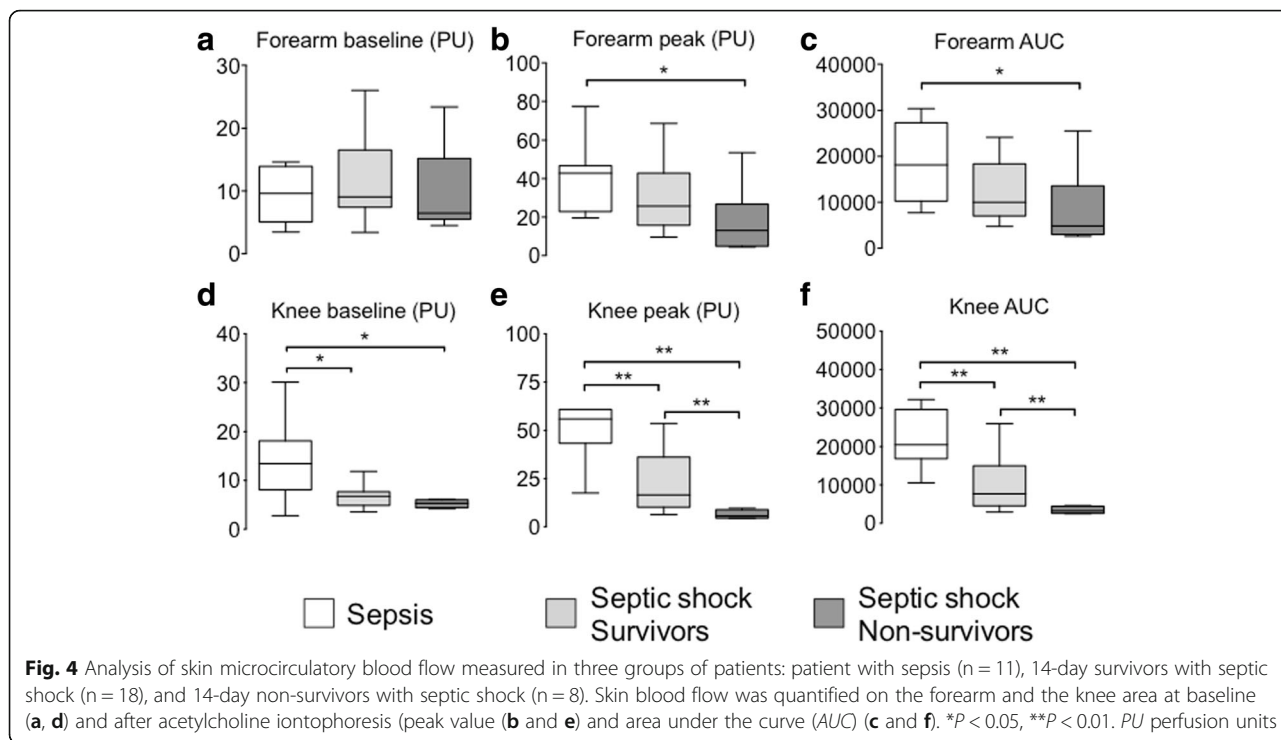 a
Forearm baseline (PU)
30
20
10
0
b
Forearm peak (PU)
100
80
60
40
20
0
*
c
Forearm AUC
40000
30000
20000
10000
0
*
d
Knee baseline (PU)
40
30
20
10
0
*
*
e
Knee peak (PU)
100
75
50
25
0
**
**
**
f
Knee AUC
50000
40000
30000
20000
10000
0
**
**
**
Sepsis
Septic shock
Survivors
Septic shock
Non-survivors
Fig. 4 Analysis of skin microcirculatory blood flow measured in three groups of patients: patient with sepsis (n = 11), 14-day survivors with septic
shock (n = 18), and 14-day non-survivors with septic shock (n = 8). Skin blood flow was quantified on the forearm and the knee area at baseline
(a, d) and after acetylcholine iontophoresis (peak value (b and e) and area under the curve (AUC) (c and f). *P < 0.05, **P < 0.01. PU perfusion units